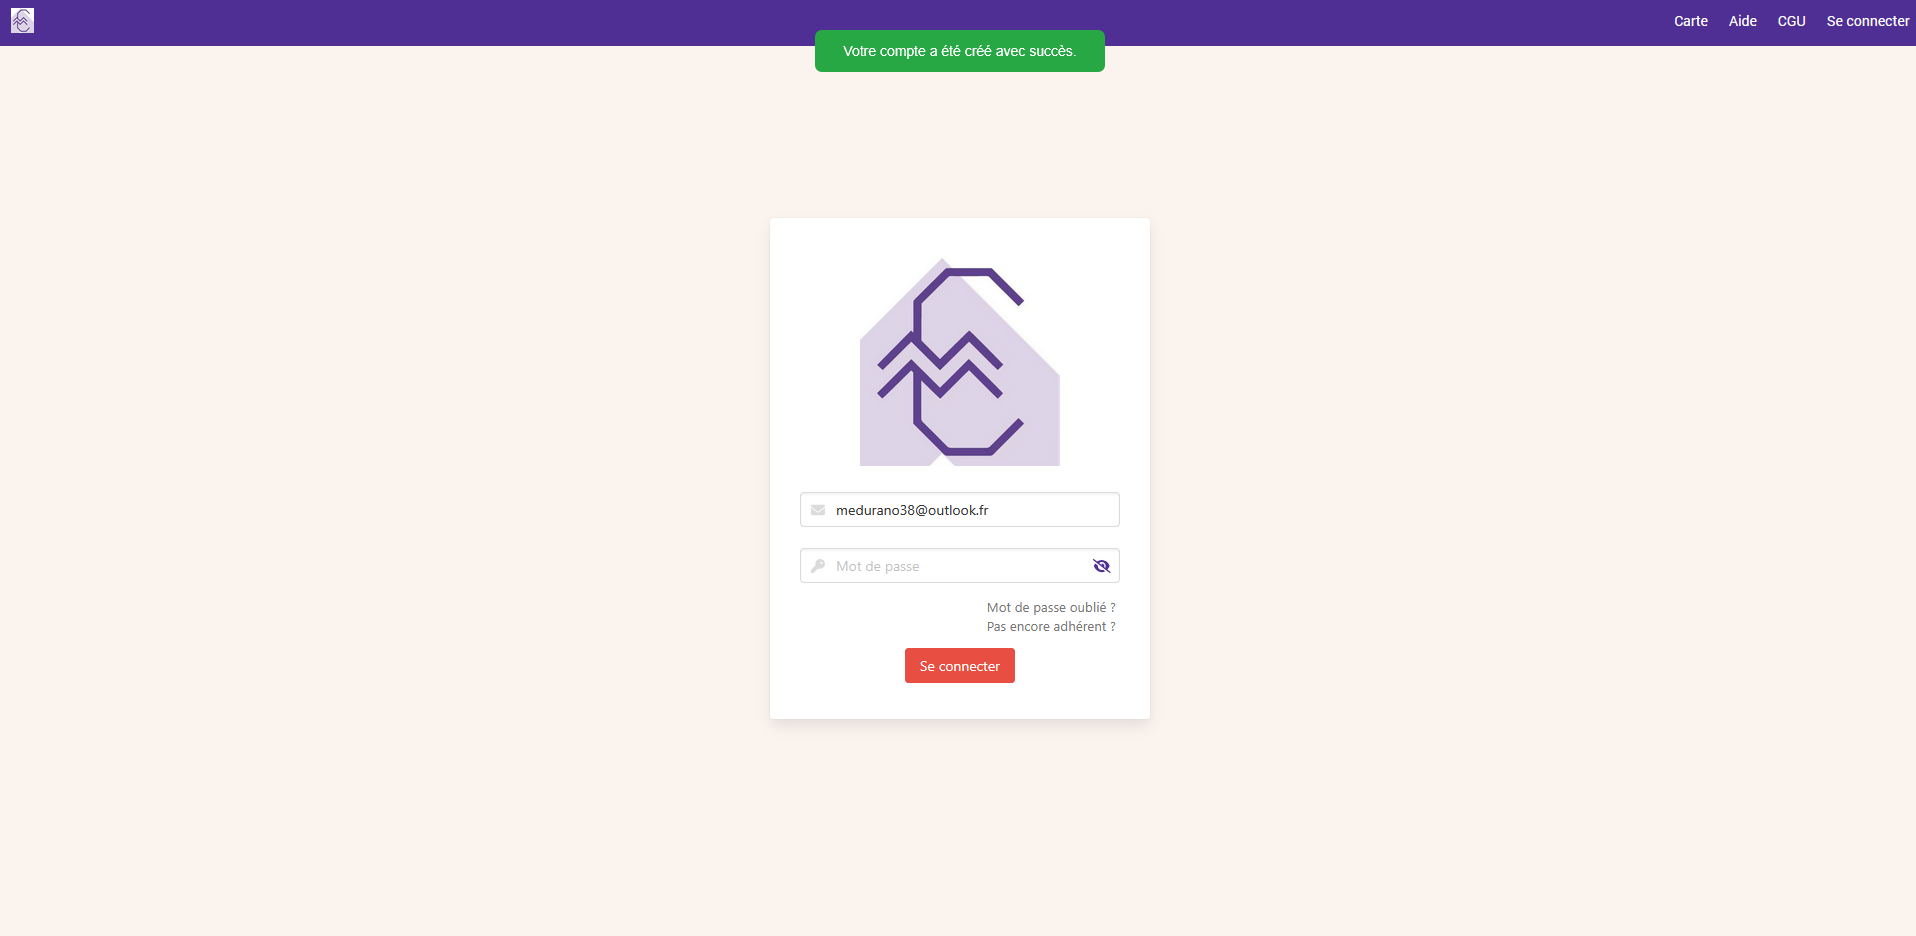 Carte Aide CGU Se connecter
Votre compte a été créé avec succès.
medurano38@outlook.fr
Mot de passe
Mot de passe oublié ?
Pas encore adhérent ?
Se connecter